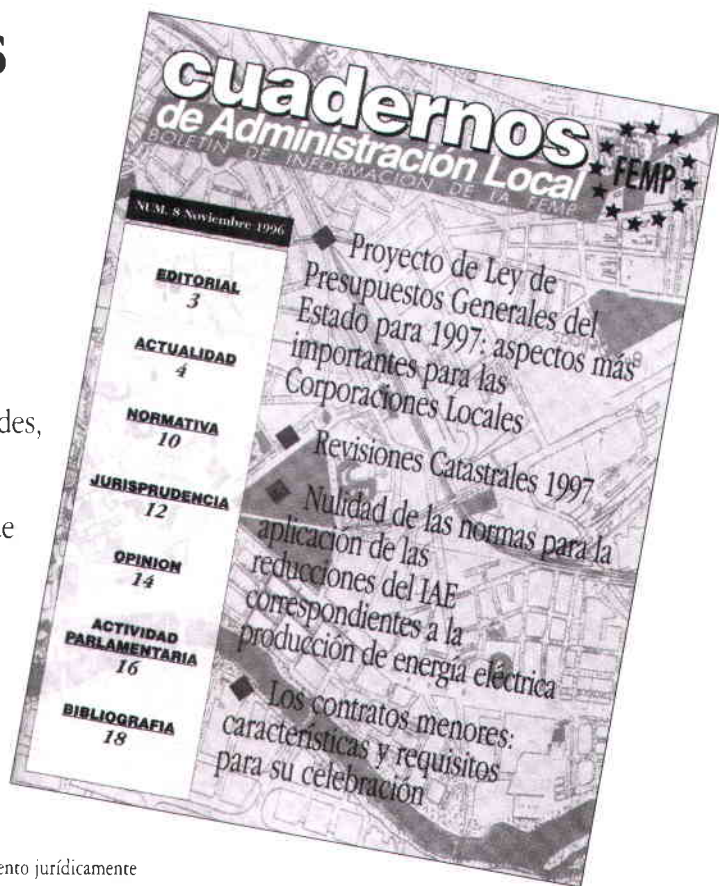 s
cuadernos
de Administración Local
BOLETIN DE INFORMACION DE LA FEMP
FEMP
NUM. 8 Noviembre 1996
EDITORIAL
3
ACTUALIDAD
4
NORMATIVA
10
JURISPRUDENCIA
12
OPINION
14
ACTIVIDAD
PARLAMENTARIA
16
BIBLIOGRAFIA
18
Proyecto de Ley de
Presupuestos Generales del
Estado para 1997: aspectos más
importantes para las
Corporaciones Locales
Revisiones Catastrales 1997
Nulidad de las normas para la
aplicación de las
reducciones del IAE
correspondientes a la
producción de energía eléctrica
Los contratos menores:
características y requisitos
para su celebración
des,
ento jurídicamente